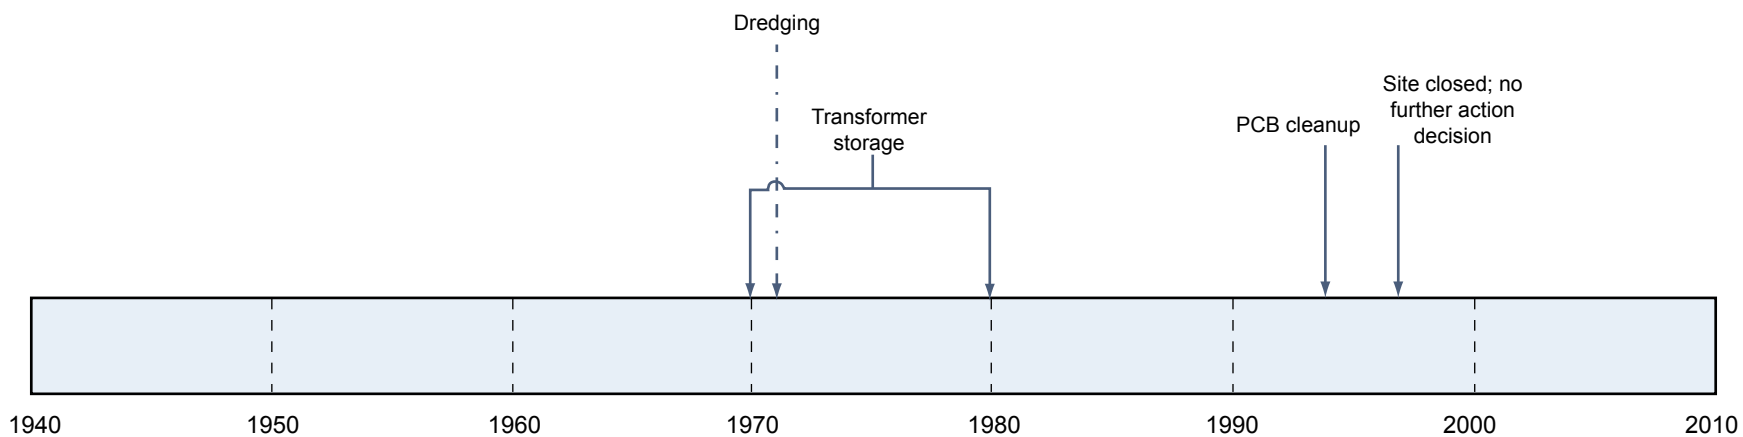 Dredging
Transformer
storage
PCB cleanup
Site closed; no
further action
decision
1940
1950
1960
1970
1980
1990
2000
2010